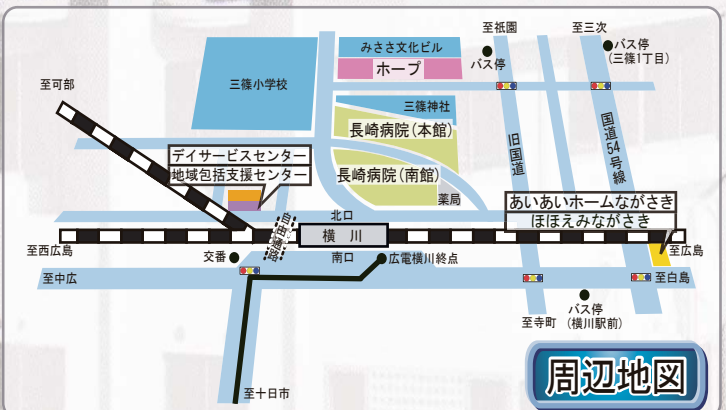 至祇園
至三次
みささ文化ビル
バス停
バス停
(三篠1丁目)
ホープ
至可部
三篠小学校
三篠神社
長崎病院(本館)
旧国道
国道54号線
デイサービスセンター
地域包括支援センター
長崎病院(南館)
薬局
あいあいホームながさき
ほほえみながさき
北口
自由通路
横川
至西広島
交番
南口
広電横川終点
至広島
至中広
至白島
バス停
(横川駅前)
至寺町
周辺地図
至十日市